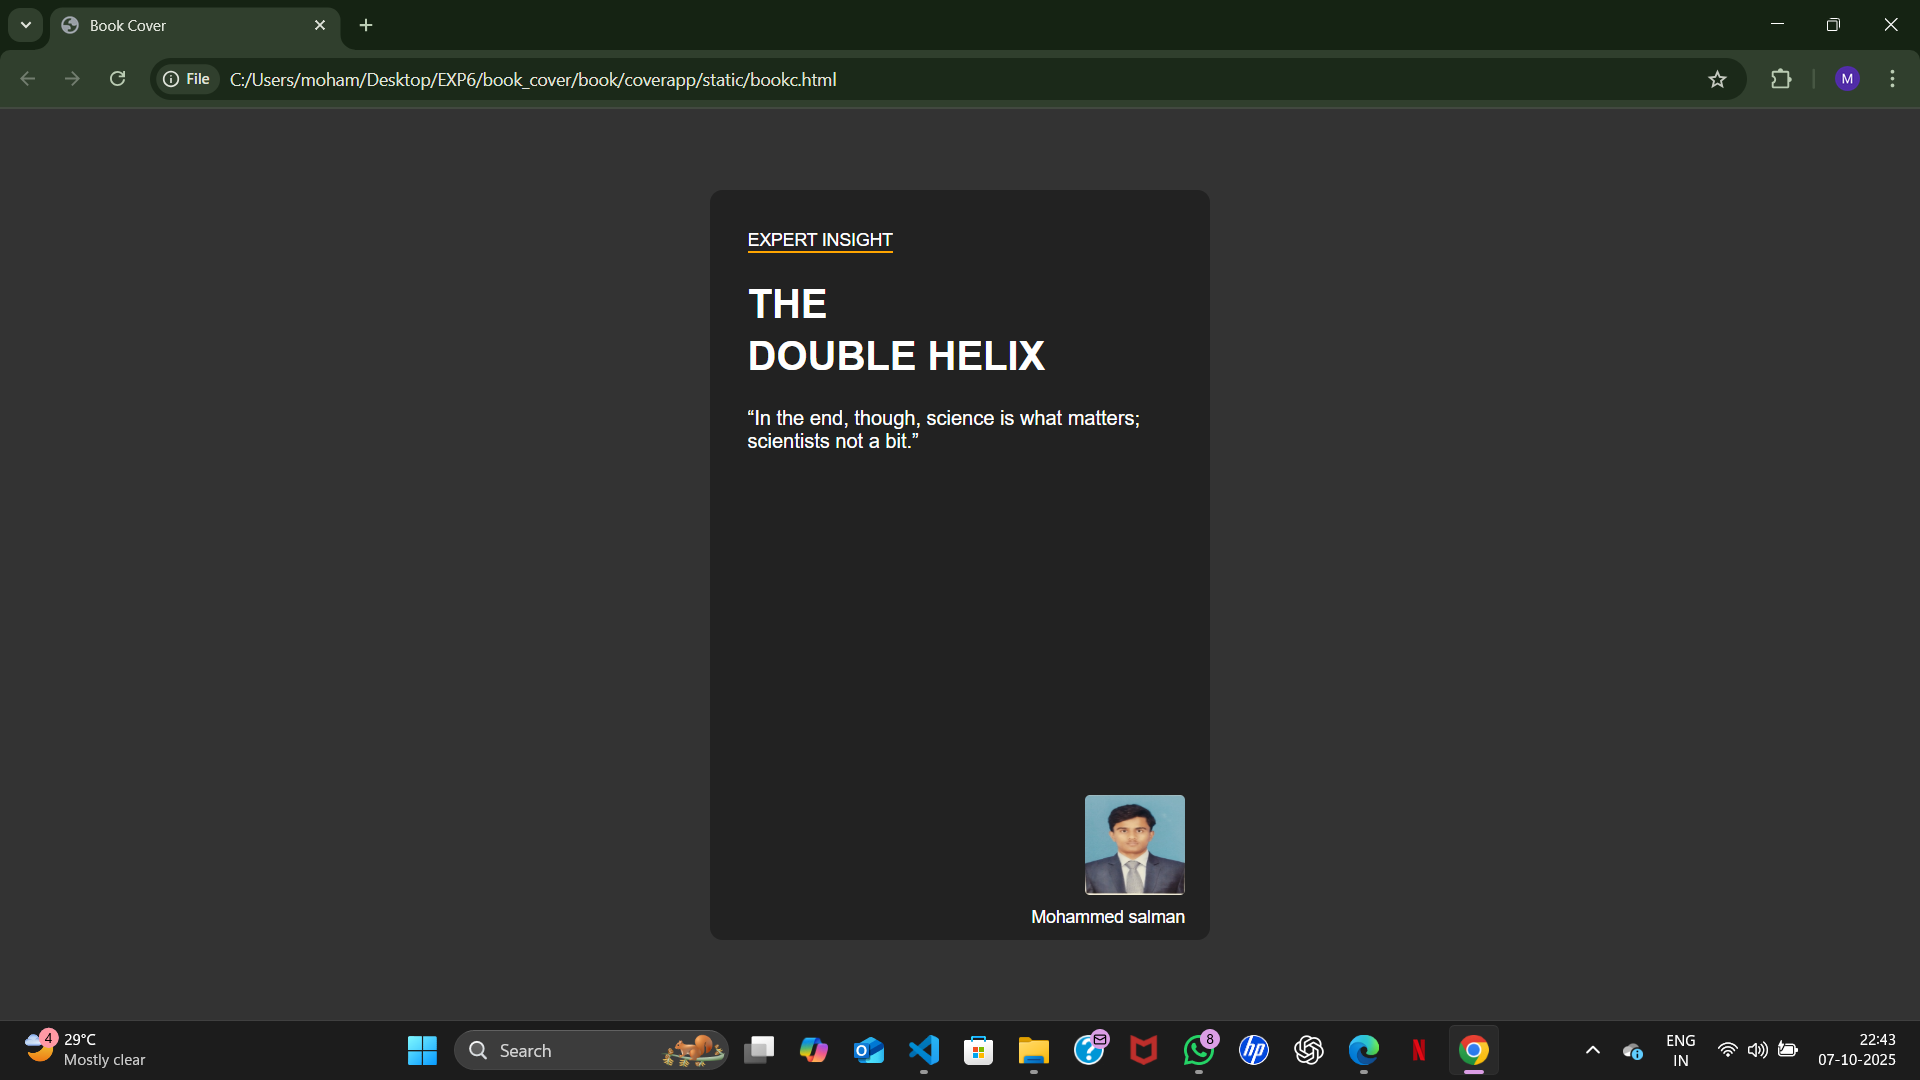 Book Cover
File
C:/Users/moham/Desktop/EXP6/book_cover/book/coverapp/static/bookc.html
M
EXPERT INSIGHT
THE
DOUBLE HELIX
“In the end, though, science is what matters;
scientists not a bit.”
Mohammed salman
4
29°C
Mostly clear
Search
O
8
hp
N
ENG
IN
22:43
07-10-2025